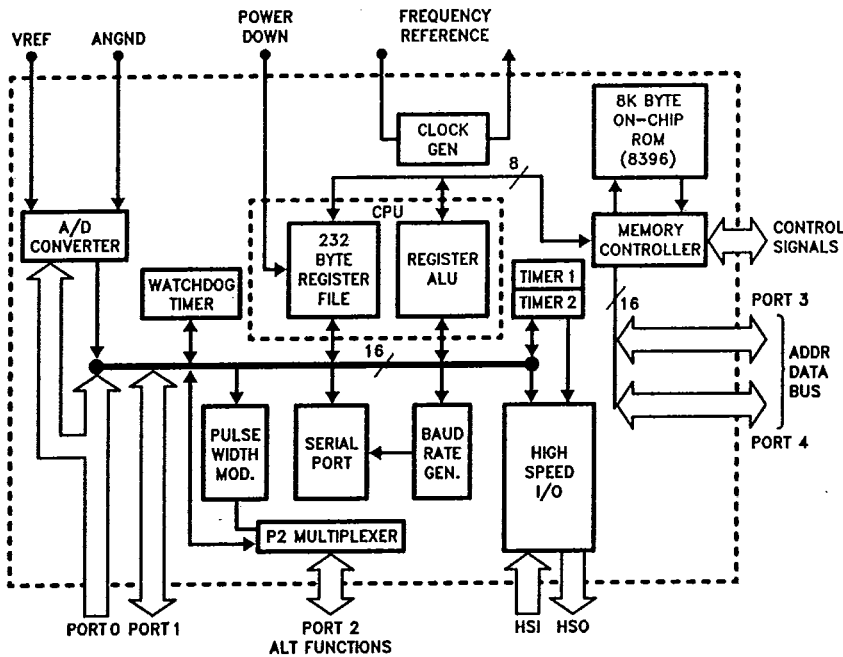 VREF
ANGND
POWER
DOWN
FREQUENCY
REFERENCE
CLOCK
GEN
8K BYTE
ON-CHIP
ROM
(8396)
8
CPU
A/D
CONVERTER
232
BYTE
REGISTER
FILE
REGISTER
ALU
MEMORY
CONTROLLER
CONTROL
SIGNALS
WATCHDOG
TIMER
TIMER 1
TIMER 2
16
PORT 3
ADDR
DATA
BUS
PORT 4
16
PULSE
WIDTH
MOD.
SERIAL
PORT
BAUD
RATE
GEN.
HIGH
SPEED
I/O
P2 MULTIPLEXER
PORT 0
PORT 1
PORT 2
ALT FUNCTIONS
HSI
HSO